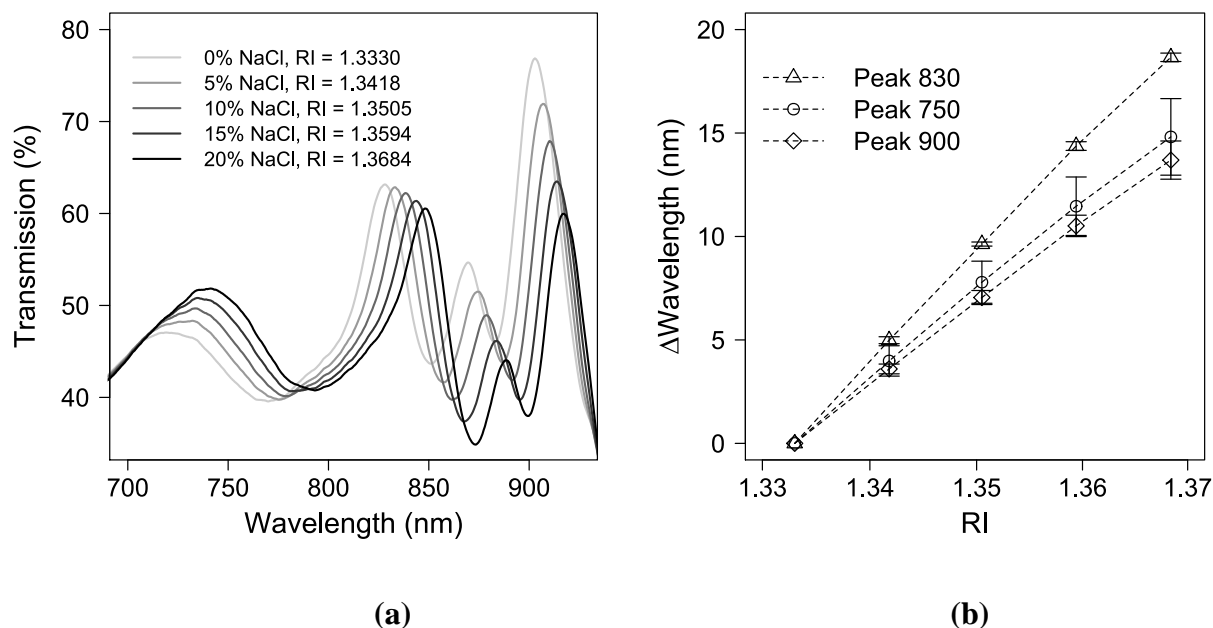 80
70
60
50
40
Transmission (%)
0% NaCl, RI = 1.3330
5% NaCl, RI = 1.3418
10% NaCl, RI = 1.3505
15% NaCl, RI = 1.3594
20% NaCl, RI = 1.3684
700 750 800 850 900
Wavelength (nm)
(a)
20
15
10
5
0
ΔWavelength (nm)
Peak 830
Peak 750
Peak 900
1.33 1.34 1.35 1.36 1.37
RI
(b)